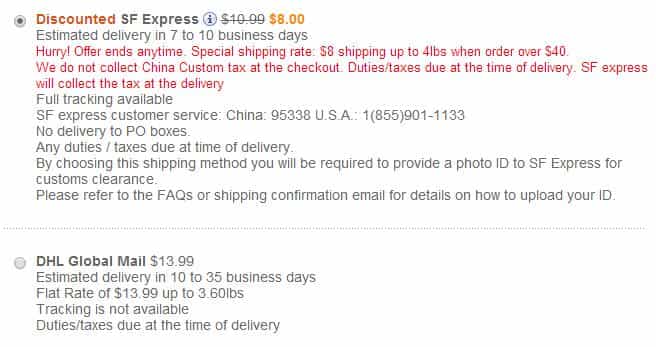 Discounted SF Express $10.99 $8.00
Estimated delivery in 7 to 10 business days
Hurry! Offer ends anytime. Special shipping rate: $8 shipping up to 4lbs when order over $40.
We do not collect China Custom tax at the checkout. Duties/taxes due at the time of delivery. SF express
will collect the tax at the delivery
Full tracking available
SF express customer service: China: 95338 U.S.A.: 1(855)901-1133
No delivery to PO boxes.
Any duties / taxes due at time of delivery.
By choosing this shipping method you will be required to provide a photo ID to SF Express for
customs clearance.
Please refer to the FAQs or shipping confirmation email for details on how to upload your ID.
DHL Global Mail $13.99
Estimated delivery in 10 to 35 business days
Flat Rate of $13.99 up to 3.60lbs
Tracking is not available
Duties/taxes due at the time of delivery